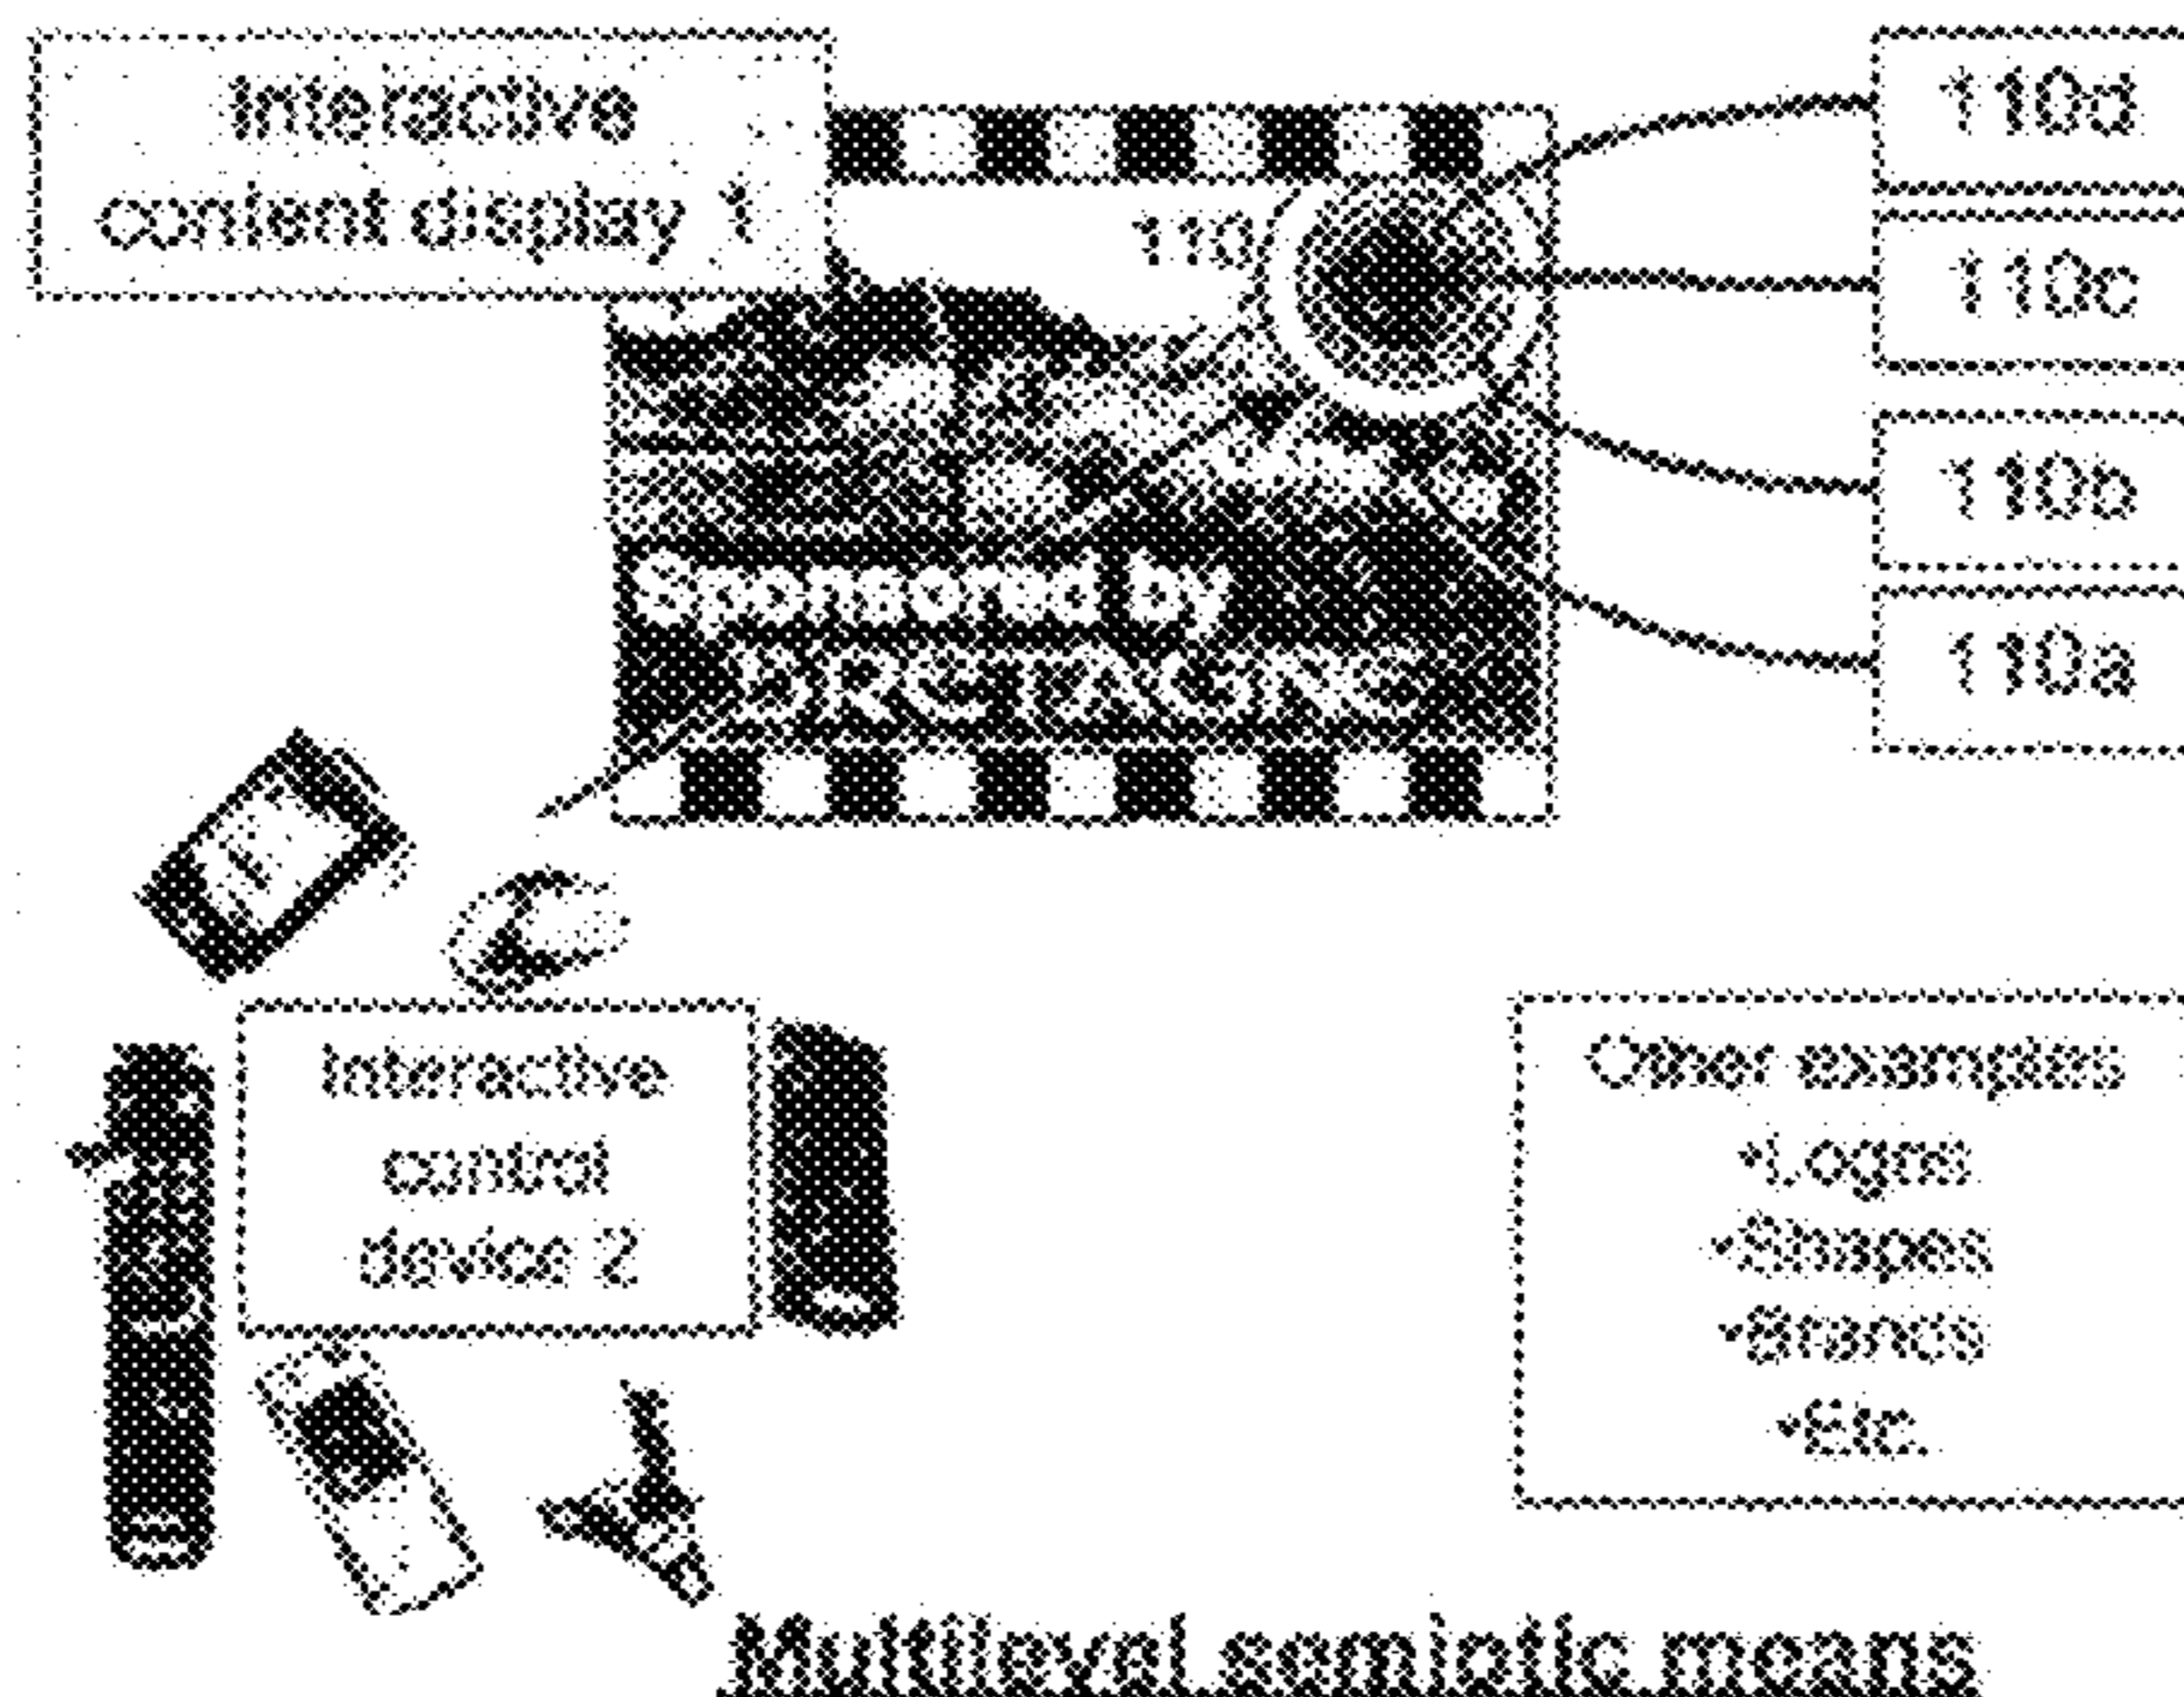 Interactive
content display 1
110
110d
110c
110b
110a
by
Interactive
control
device 2
Other examples
•Logos
•Shapes
•Brands
•Etc.
Multilevel semiotic means